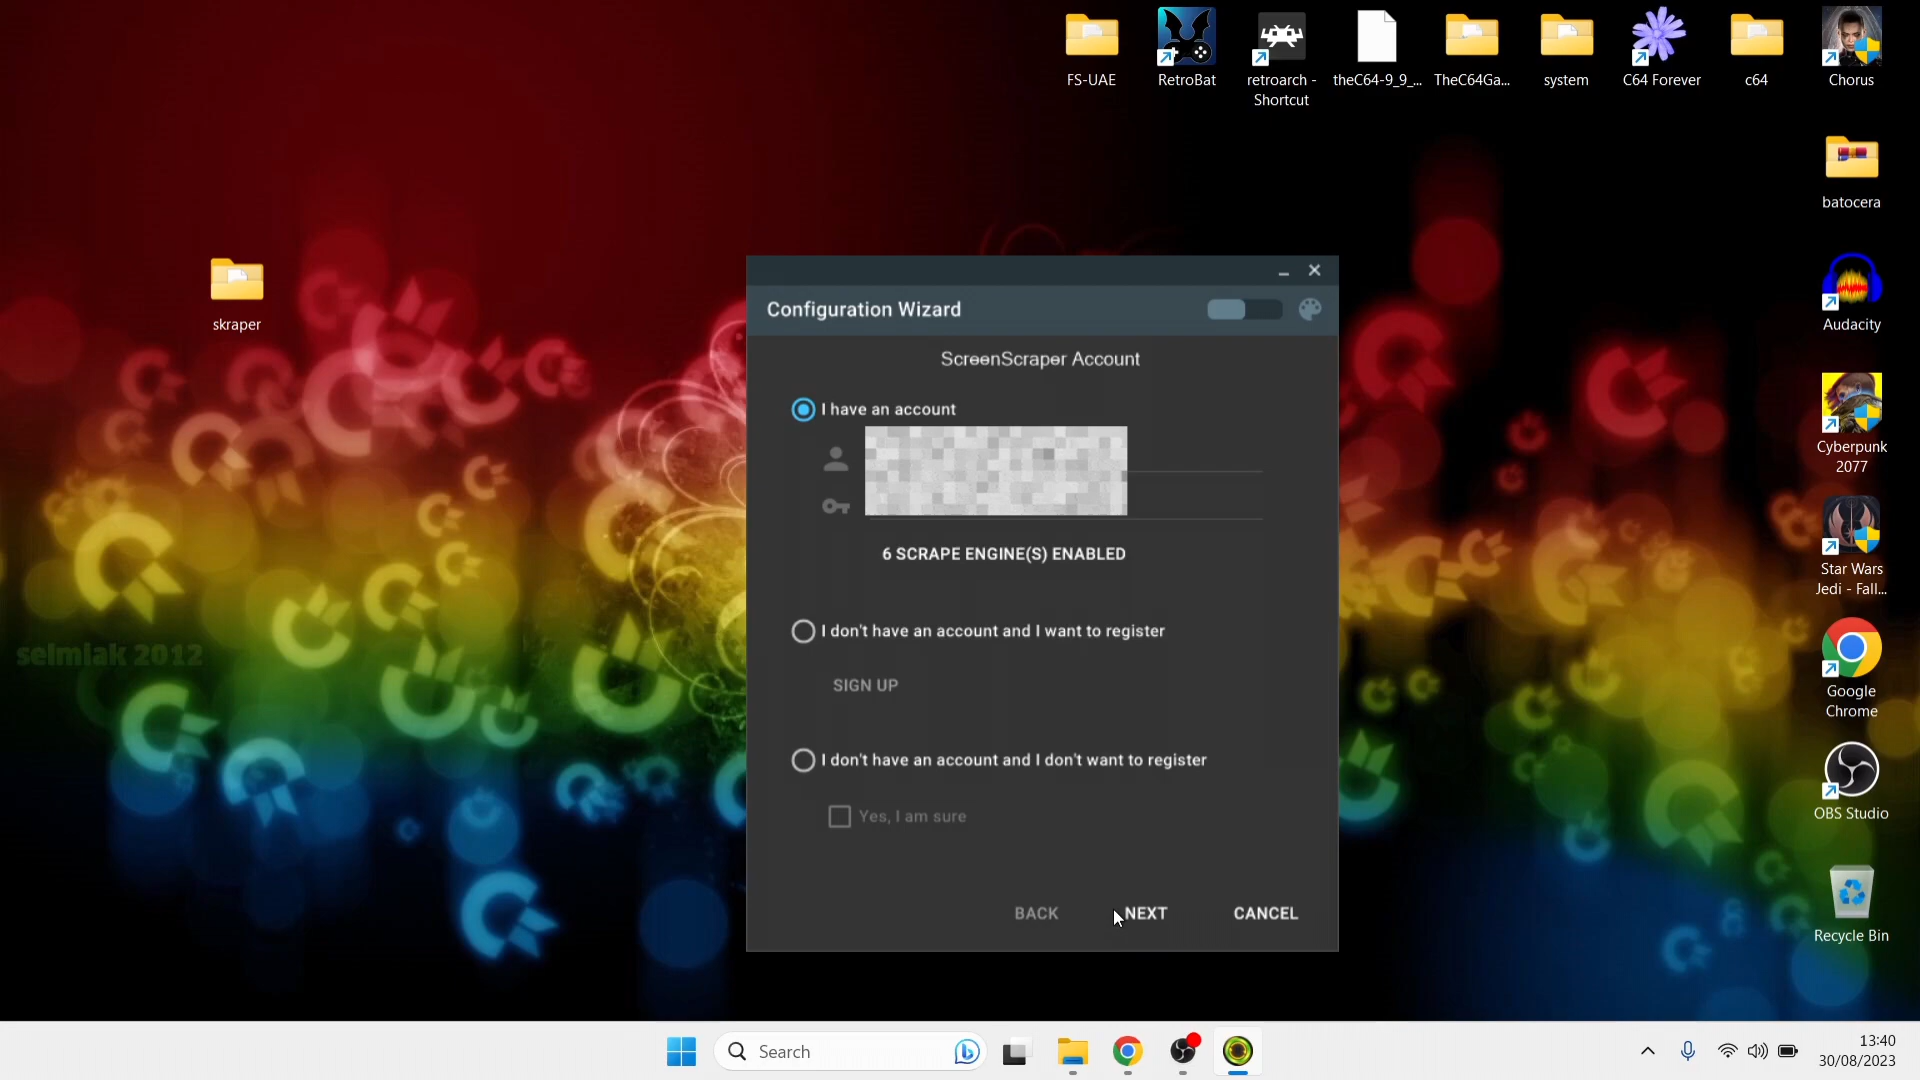 FS-UAE
RetroBat
retroarch -
Shortcut
theC64-9_9_...
TheC64Ga...
system
C64 Forever
c64
Chorus
batocera
skraper
Audacity
Cyberpunk
2077
Star Wars
Jedi - Fall...
Google
Chrome
OBS Studio
Recycle Bin
selmiak 2012
Configuration Wizard
ScreenScraper Account
I have an account
6 SCRAPE ENGINE(S) ENABLED
I don't have an account and I want to register
SIGN UP
I don't have an account and I don't want to register
Yes, I am sure
BACK
NEXT
CANCEL
Search
13:40
30/08/2023